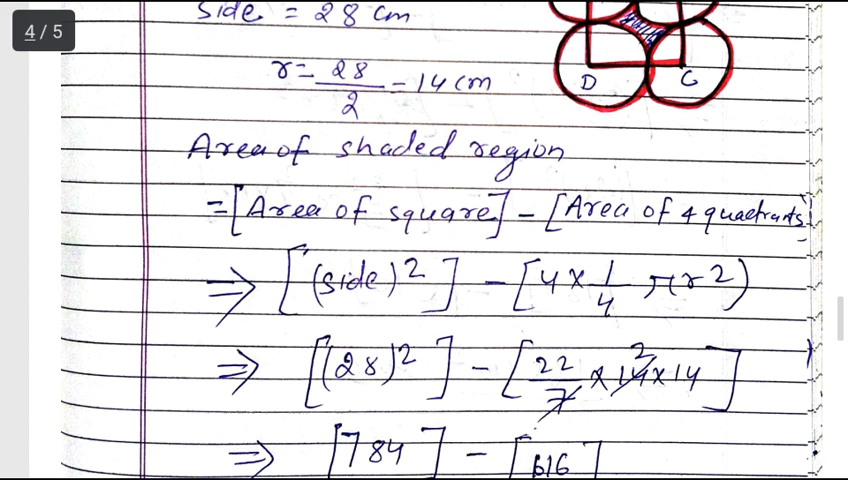 4/5
Side = 28 cm
r = 28/2 = 14 cm
D C
Area of shaded region
= [Area of square] - [Area of 4 quadrants]
⇒ [(side)2] - [4 × 1/4 πr2)
⇒ [(28)2] - [22/7 × 14 × 14] 2
⇒ [784] - [616]